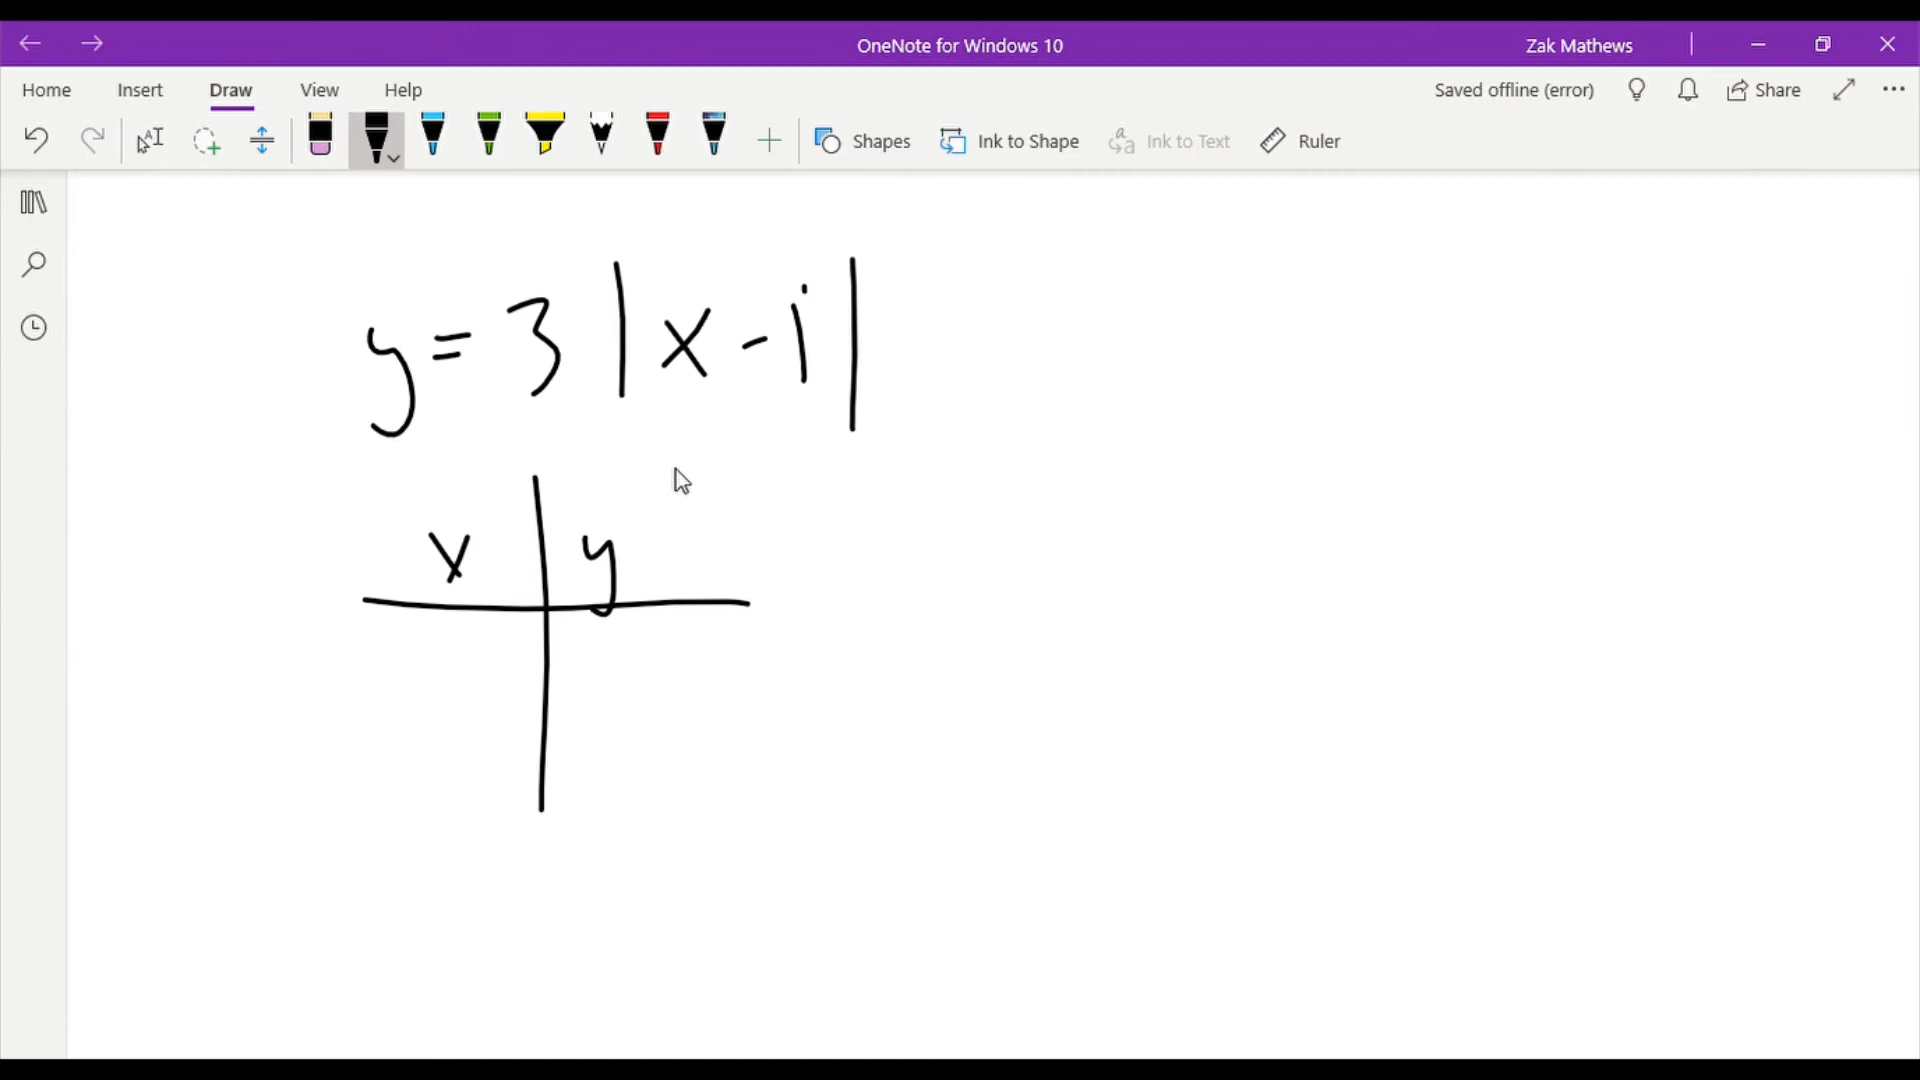 OneNote for Windows 10
Zak Mathews
Home Insert Draw View Help
Saved offline (error) Share
Shapes Ink to Shape Ink to Text Ruler
y = 3 | x - i |
x y